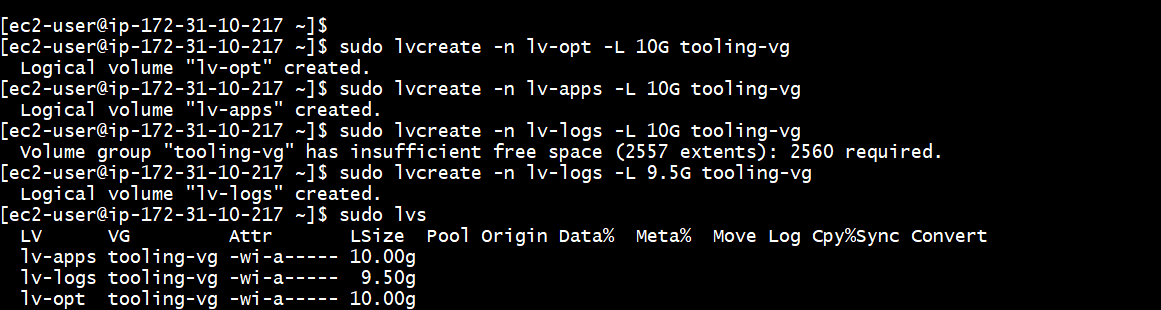 [ec2-user@ip-172-31-10-217 ~]$
[ec2-user@ip-172-31-10-217 ~]$ sudo lvcreate -n lv-opt -L 10G tooling-vg
  Logical volume "lv-opt" created.
[ec2-user@ip-172-31-10-217 ~]$ sudo lvcreate -n lv-apps -L 10G tooling-vg
  Logical volume "lv-apps" created.
[ec2-user@ip-172-31-10-217 ~]$ sudo lvcreate -n lv-logs -L 10G tooling-vg
  Volume group "tooling-vg" has insufficient free space (2557 extents): 2560 required.
[ec2-user@ip-172-31-10-217 ~]$ sudo lvcreate -n lv-logs -L 9.5G tooling-vg
  Logical volume "lv-logs" created.
[ec2-user@ip-172-31-10-217 ~]$ sudo lvs
  LV      VG         Attr       LSize  Pool Origin Data%  Meta%  Move Log Cpy%Sync Convert
  lv-apps tooling-vg -wi-a----- 10.00g
  lv-logs tooling-vg -wi-a-----  9.50g
  lv-opt  tooling-vg -wi-a----- 10.00g